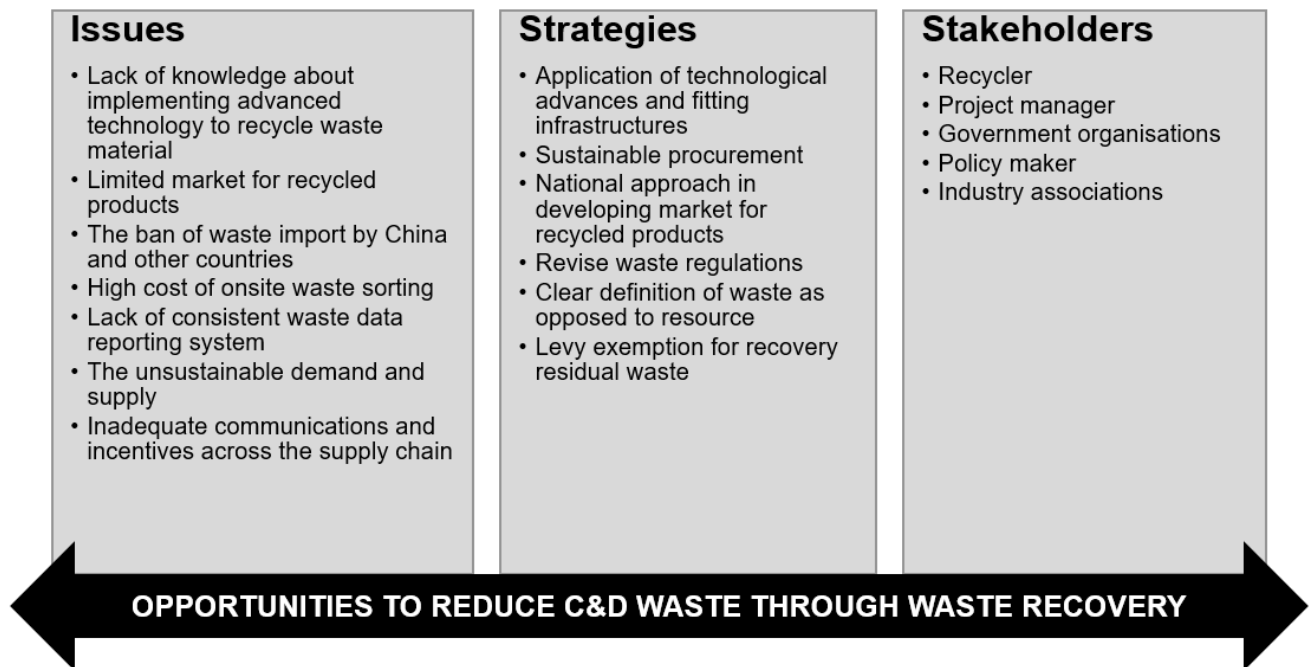 Issues
• Lack of knowledge about
implementing advanced
technology to recycle waste
material
• Limited market for recycled
products
• The ban of waste import by China
and other countries
• High cost of onsite waste sorting
• Lack of consistent waste data
reporting system
• The unsustainable demand and
supply
• Inadequate communications and
incentives across the supply chain
Strategies
• Application of technological
advances and fitting
infrastructures
• Sustainable procurement
• National approach in
developing market for
recycled products
• Revise waste regulations
• Clear definition of waste as
opposed to resource
• Levy exemption for recovery
residual waste
Stakeholders
• Recycler
• Project manager
• Government organisations
• Policy maker
• Industry associations
OPPORTUNITIES TO REDUCE C&D WASTE THROUGH WASTE RECOVERY